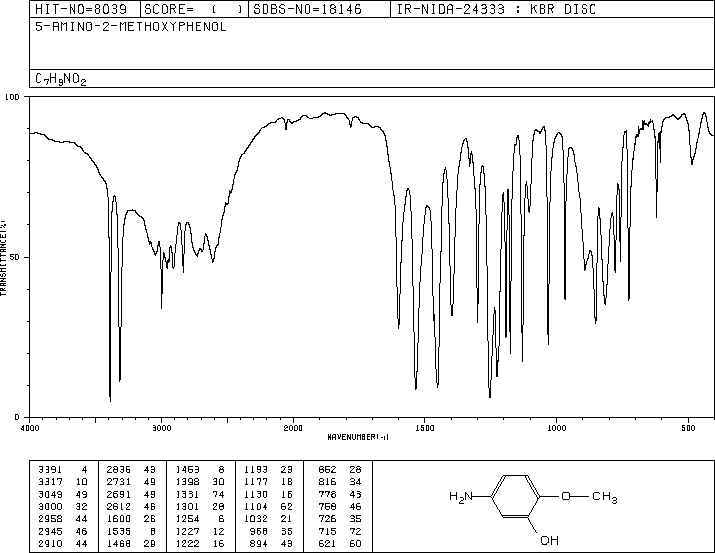 HIT-NO=8039 SCORE= ( ) SDBS-NO=18146 IR-NIDA-24333 : KBR DISC
5-AMINO-2-METHOXYPHENOL
C7H9NO2
100
50
0
TRANSMITTANCE(%)
4000 3000 2000 1500 1000 500
WAVENUMBER(-1)
3391 4 2836 43 1463 8 1193 23 852 28
3317 10 2731 49 1398 30 1177 18 816 34
3049 49 2691 49 1331 74 1130 16 778 43
3000 32 2612 46 1301 28 1104 62 758 46
2958 44 1600 26 1254 6 1032 21 726 35
2945 46 1535 8 1227 12 968 35 715 72
2910 44 1468 29 1222 16 894 43 621 60
H2N
O CH3
OH